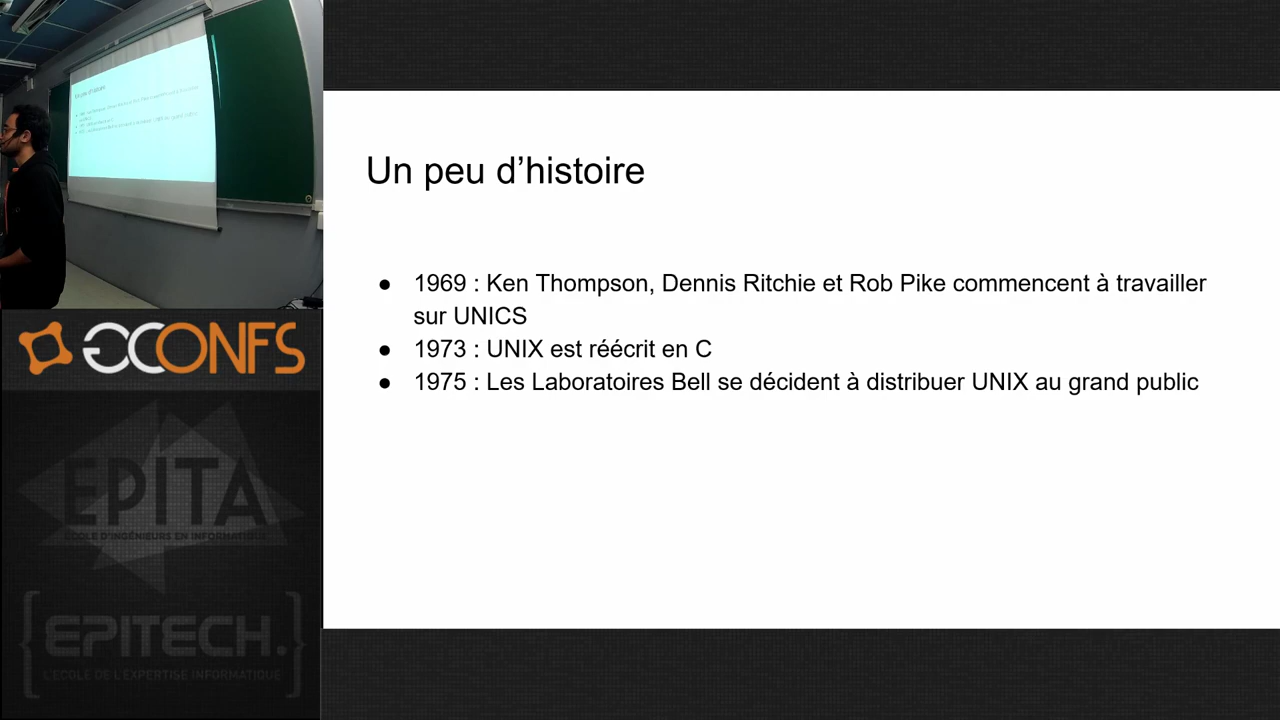 Un peu d’histoire
● 1969 : Ken Thompson, Dennis Ritchie et Rob Pike commencent à travailler
sur UNICS
● 1973 : UNIX est réécrit en C
● 1975 : Les Laboratoires Bell se décident à distribuer UNIX au grand public
GCONFS
EPITA
ÉCOLE D'INGÉNIEURS EN INFORMATIQUE
{EPITECH.}
L'ECOLE DE L'EXPERTISE INFORMATIQUE